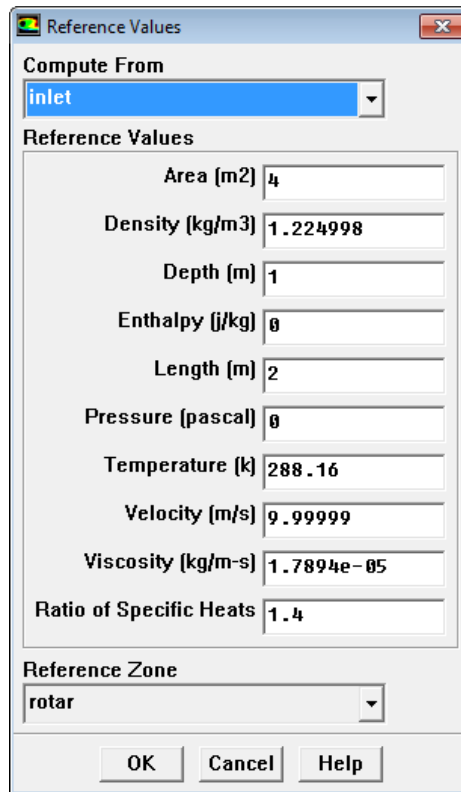 Reference Values
Compute From
inlet
Reference Values
Area (m2) 4
Density (kg/m3) 1.224998
Depth (m) 1
Enthalpy (j/kg) 0
Length (m) 2
Pressure (pascal) 0
Temperature (k) 288.16
Velocity (m/s) 9.99999
Viscosity (kg/m-s) 1.7894e-05
Ratio of Specific Heats 1.4
Reference Zone
rotar
OK Cancel Help